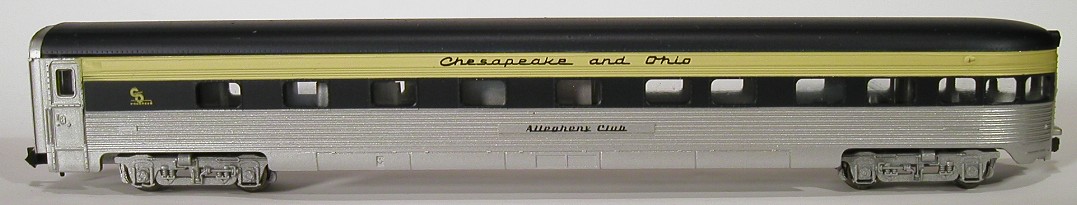 Chesapeake and Ohio
C&O
Allegheny Club